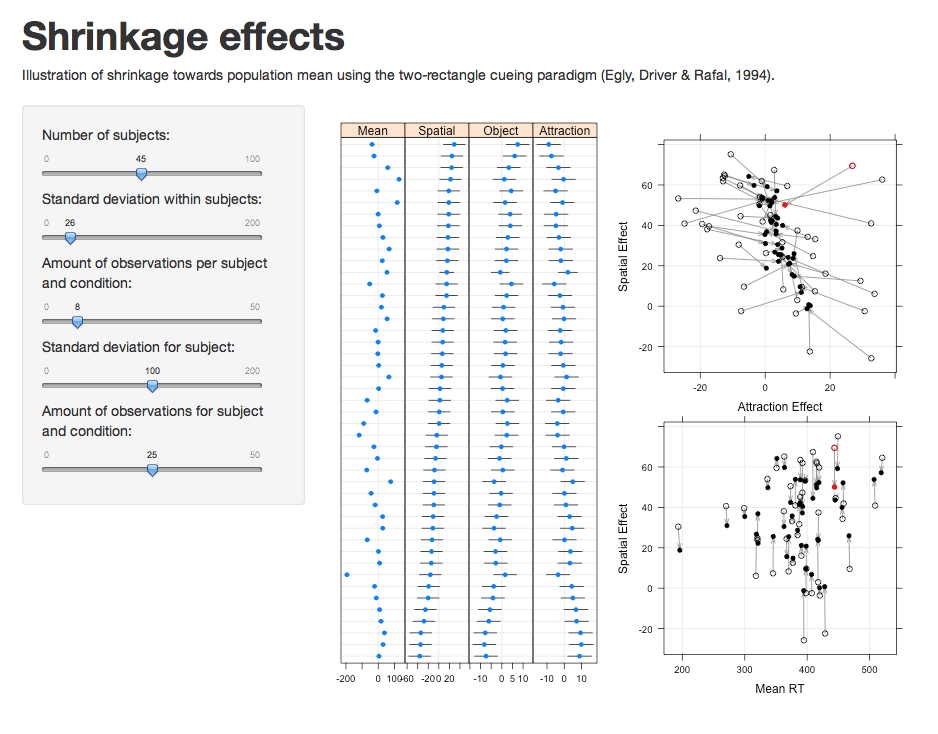 Shrinkage effects
Illustration of shrinkage towards population mean using the two-rectangle cueing paradigm (Egly, Driver & Rafal, 1994).
Number of subjects:
0 45 100
Standard deviation within subjects:
0 26 200
Amount of observations per subject
and condition:
0 8 50
Standard deviation for subject:
0 100 200
Amount of observations for subject
and condition:
0 25 50
Mean Spatial Object Attraction
-200 0 100 -60 -20 0 20 -10 0 5 10 -10 0 10
Spatial Effect
60
40
20
0
-20
-20 0 20
Attraction Effect
Spatial Effect
60
40
20
0
-20
200 300 400 500
Mean RT